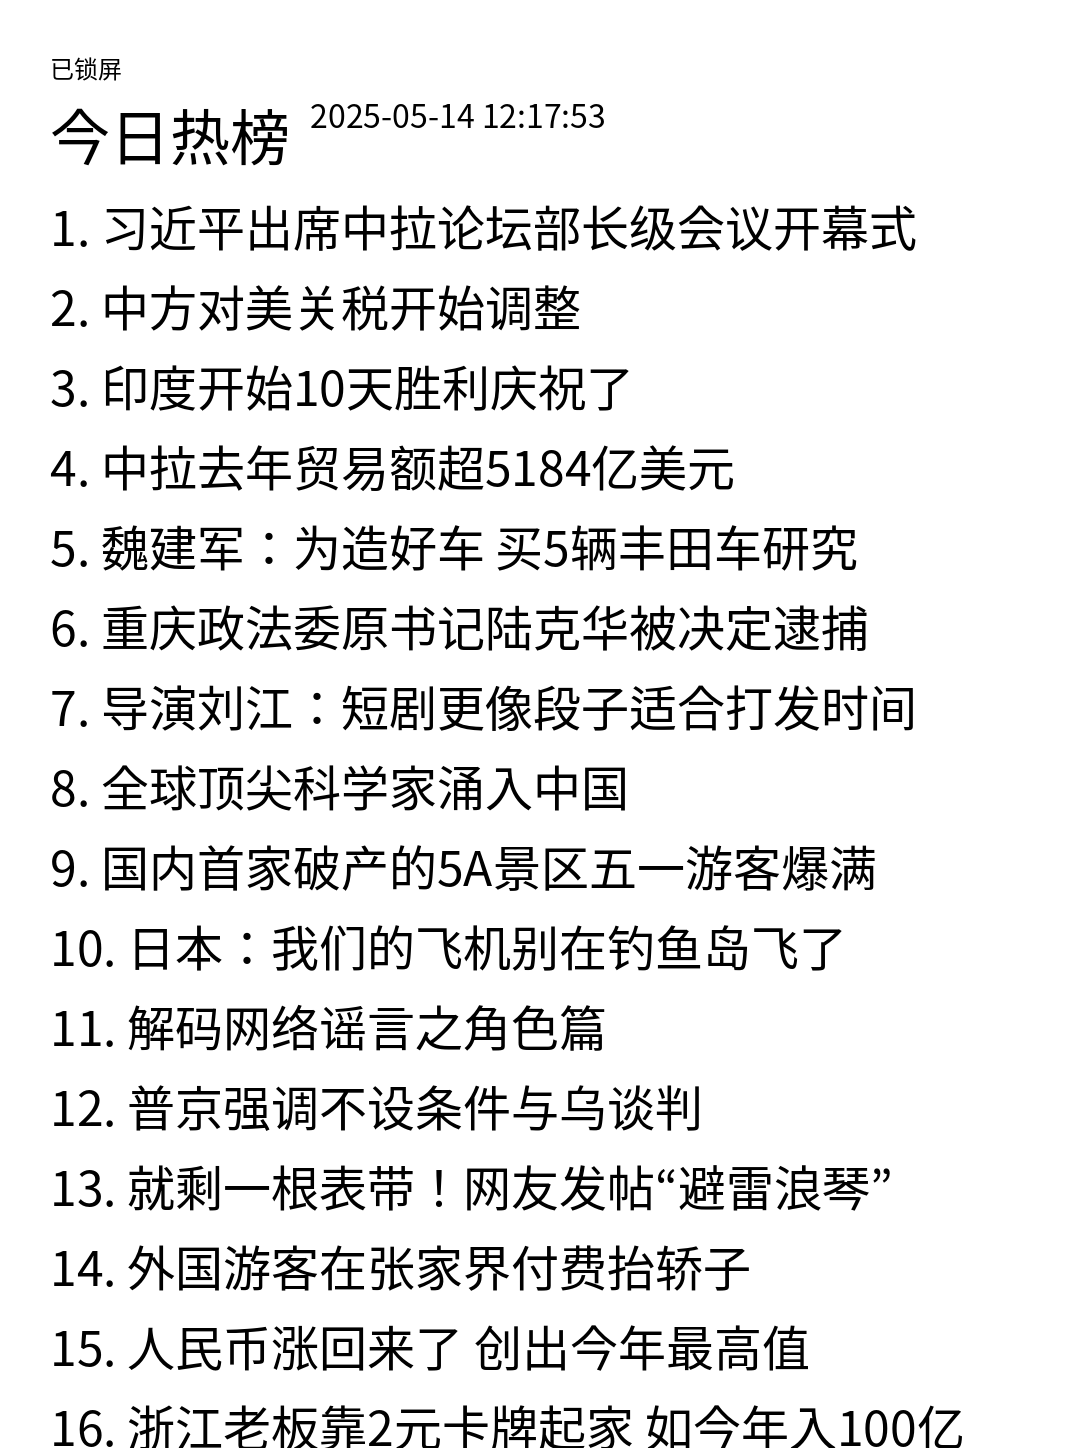 已锁屏
今日热榜 2025-05-14 12:17:53
1. 习近平出席中拉论坛部长级会议开幕式
2. 中方对美关税开始调整
3. 印度开始10天胜利庆祝了
4. 中拉去年贸易额超5184亿美元
5. 魏建军：为造好车 买5辆丰田车研究
6. 重庆政法委原书记陆克华被决定逮捕
7. 导演刘江：短剧更像段子适合打发时间
8. 全球顶尖科学家涌入中国
9. 国内首家破产的5A景区五一游客爆满
10. 日本：我们的飞机别在钓鱼岛飞了
11. 解码网络谣言之角色篇
12. 普京强调不设条件与乌谈判
13. 就剩一根表带！网友发帖“避雷浪琴”
14. 外国游客在张家界付费抬轿子
15. 人民币涨回来了 创出今年最高值
16. 浙江老板靠2元卡牌起家 如今年入100亿